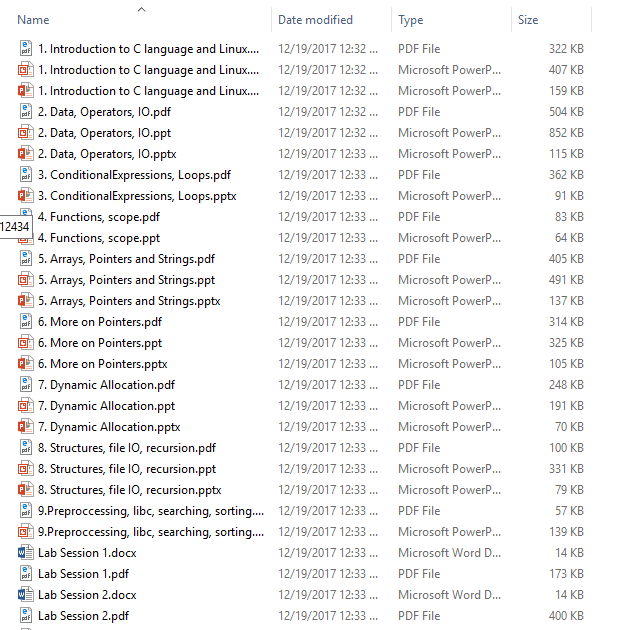 Name Date modified Type Size
1. Introduction to C language and Linux.... 12/19/2017 12:32 ... PDF File 322 KB
1. Introduction to C language and Linux.... 12/19/2017 12:32 ... Microsoft PowerP... 407 KB
1. Introduction to C language and Linux.... 12/19/2017 12:32 ... Microsoft PowerP... 159 KB
2. Data, Operators, IO.pdf 12/19/2017 12:32 ... PDF File 504 KB
2. Data, Operators, IO.ppt 12/19/2017 12:33 ... Microsoft PowerP... 852 KB
2. Data, Operators, IO.pptx 12/19/2017 12:33 ... Microsoft PowerP... 115 KB
3. ConditionalExpressions, Loops.pdf 12/19/2017 12:33 ... PDF File 362 KB
3. ConditionalExpressions, Loops.pptx 12/19/2017 12:33 ... Microsoft PowerP... 91 KB
4. Functions, scope.pdf 12/19/2017 12:33 ... PDF File 83 KB
12434
4. Functions, scope.ppt 12/19/2017 12:33 ... Microsoft PowerP... 64 KB
5. Arrays, Pointers and Strings.pdf 12/19/2017 12:33 ... PDF File 405 KB
5. Arrays, Pointers and Strings.ppt 12/19/2017 12:33 ... Microsoft PowerP... 491 KB
5. Arrays, Pointers and Strings.pptx 12/19/2017 12:33 ... Microsoft PowerP... 137 KB
6. More on Pointers.pdf 12/19/2017 12:33 ... PDF File 314 KB
6. More on Pointers.ppt 12/19/2017 12:33 ... Microsoft PowerP... 325 KB
6. More on Pointers.pptx 12/19/2017 12:33 ... Microsoft PowerP... 105 KB
7. Dynamic Allocation.pdf 12/19/2017 12:33 ... PDF File 248 KB
7. Dynamic Allocation.ppt 12/19/2017 12:33 ... Microsoft PowerP... 191 KB
7. Dynamic Allocation.pptx 12/19/2017 12:33 ... Microsoft PowerP... 70 KB
8. Structures, file IO, recursion.pdf 12/19/2017 12:33 ... PDF File 100 KB
8. Structures, file IO, recursion.ppt 12/19/2017 12:33 ... Microsoft PowerP... 331 KB
8. Structures, file IO, recursion.pptx 12/19/2017 12:33 ... Microsoft PowerP... 79 KB
9.Preproccessing, libc, searching, sorting.... 12/19/2017 12:33 ... PDF File 57 KB
9.Preproccessing, libc, searching, sorting.... 12/19/2017 12:33 ... Microsoft PowerP... 139 KB
Lab Session 1.docx 12/19/2017 12:33 ... Microsoft Word D... 14 KB
Lab Session 1.pdf 12/19/2017 12:33 ... PDF File 173 KB
Lab Session 2.docx 12/19/2017 12:33 ... Microsoft Word D... 14 KB
Lab Session 2.pdf 12/19/2017 12:33 ... PDF File 400 KB